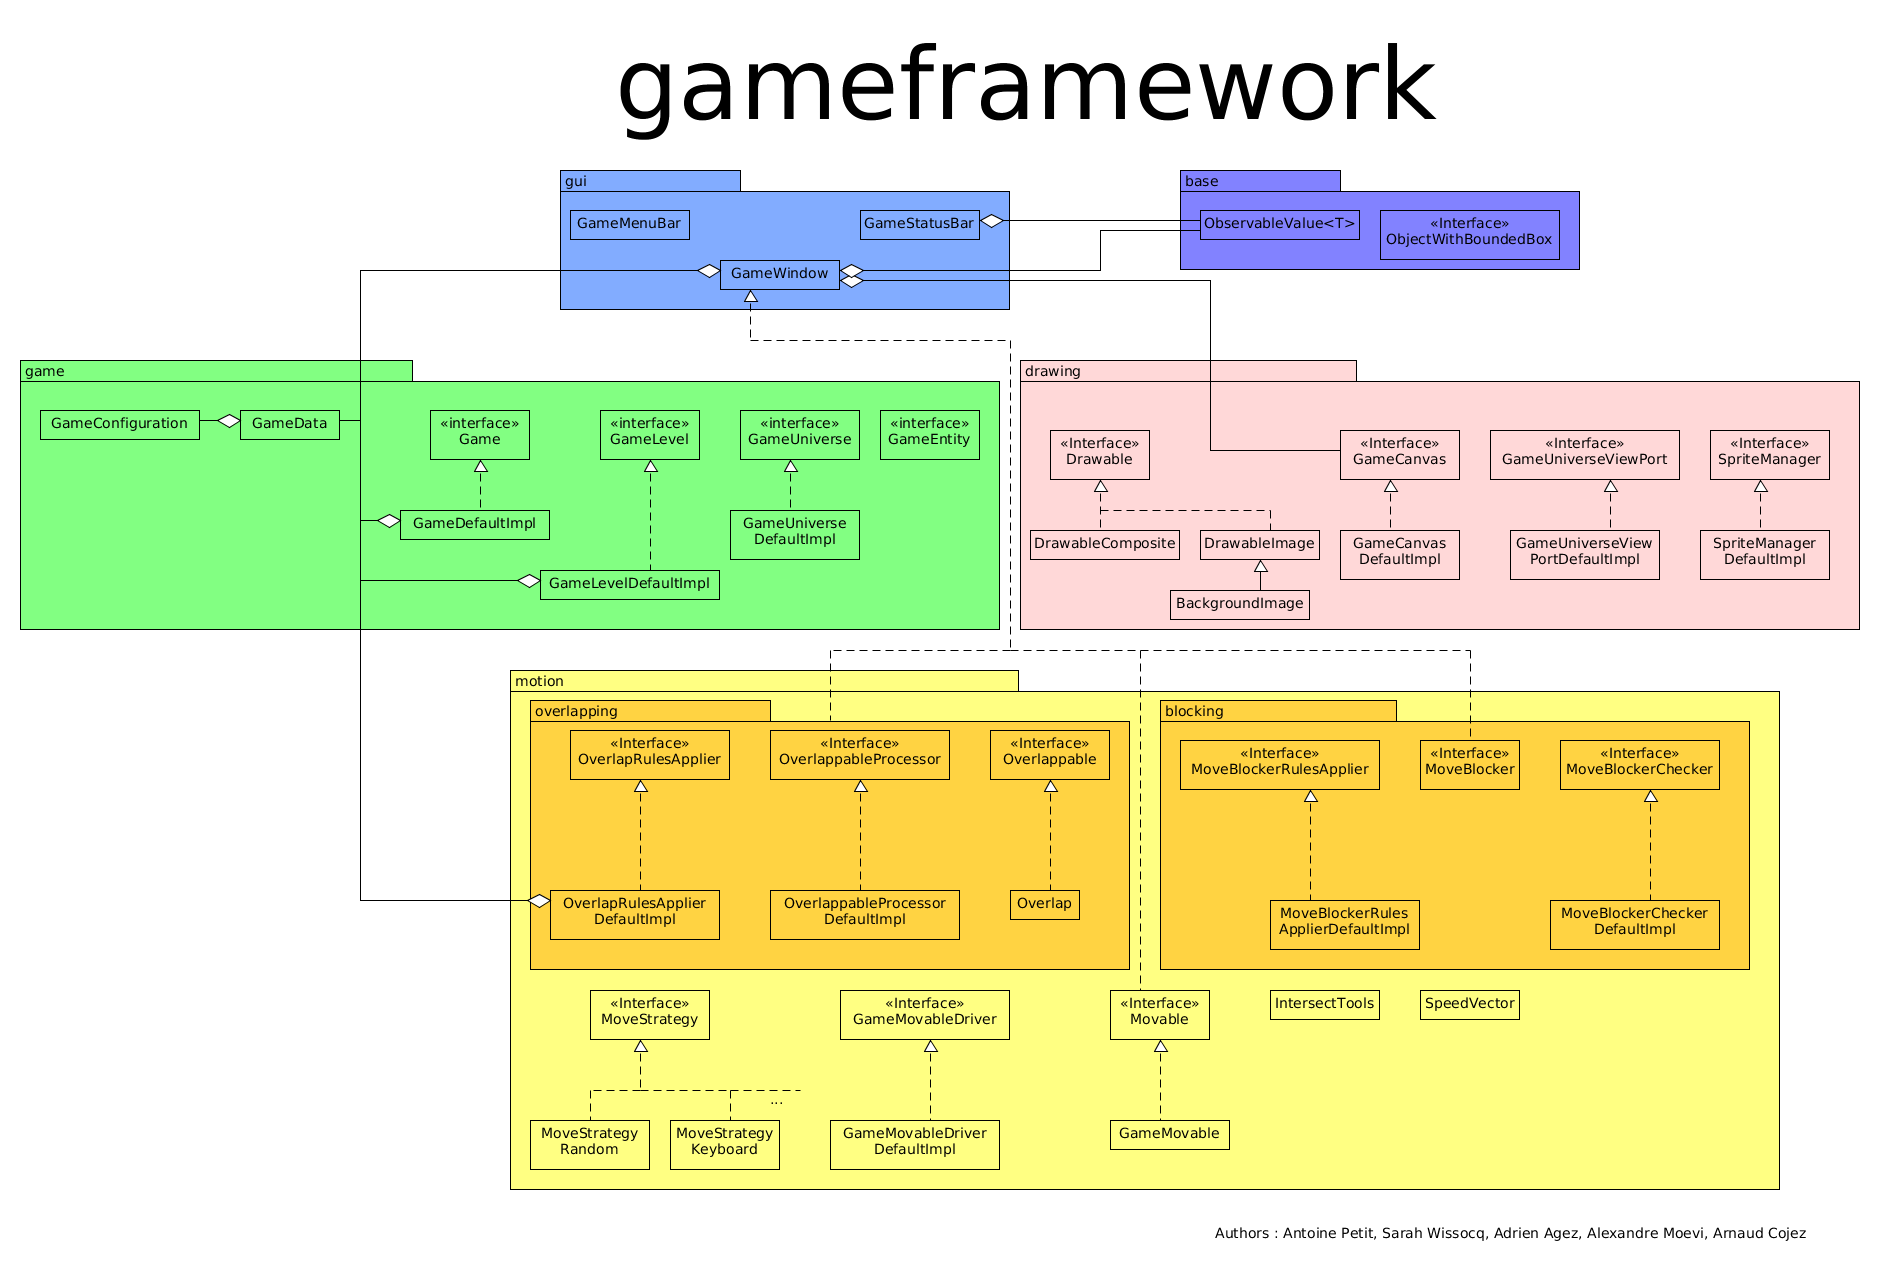 gameframework
gui
GameMenuBar
GameStatusBar
GameWindow
base
ObservableValue<T>
«Interface»
ObjectWithBoundedBox
game
GameConfiguration
GameData
«interface»
Game
«interface»
GameLevel
«interface»
GameUniverse
«interface»
GameEntity
GameDefaultImpl
GameUniverse
DefaultImpl
GameLevelDefaultImpl
drawing
«Interface»
Drawable
«Interface»
GameCanvas
«Interface»
GameUniverseViewPort
«Interface»
SpriteManager
DrawableComposite
DrawableImage
GameCanvas
DefaultImpl
GameUniverseView
PortDefaultImpl
SpriteManager
DefaultImpl
BackgroundImage
motion
overlapping
«Interface»
OverlapRulesApplier
«Interface»
OverlappableProcessor
«Interface»
Overlappable
OverlapRulesApplier
DefaultImpl
OverlappableProcessor
DefaultImpl
Overlap
blocking
«Interface»
MoveBlockerRulesApplier
«Interface»
MoveBlocker
«Interface»
MoveBlockerChecker
MoveBlockerRules
ApplierDefaultImpl
MoveBlockerChecker
DefaultImpl
«Interface»
MoveStrategy
«Interface»
GameMovableDriver
«Interface»
Movable
IntersectTools
SpeedVector
...
MoveStrategy
Random
MoveStrategy
Keyboard
GameMovableDriver
DefaultImpl
GameMovable
Authors : Antoine Petit, Sarah Wissocq, Adrien Agez, Alexandre Moevi, Arnaud Cojez